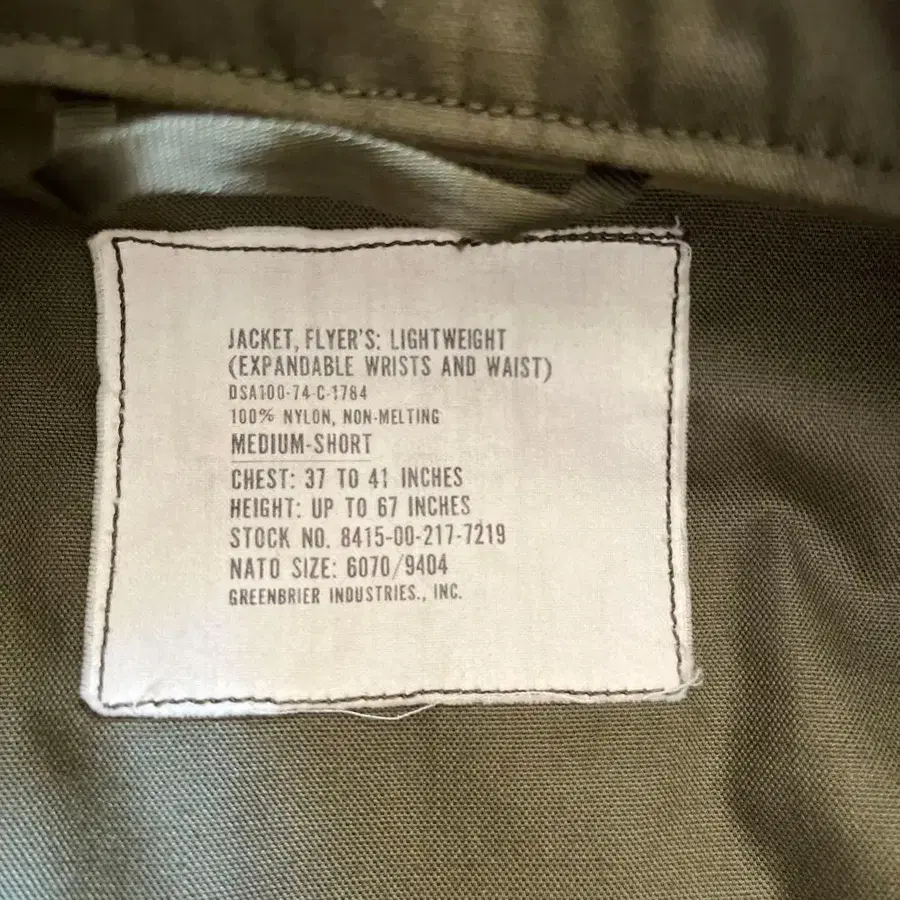 JACKET, FLYER'S: LIGHTWEIGHT
(EXPANDABLE WRISTS AND WAIST)
DSA100-74-C-1784
100% NYLON, NON-MELTING
MEDIUM-SHORT
CHEST: 37 TO 41 INCHES
HEIGHT: UP TO 67 INCHES
STOCK NO. 8415-00-217-7219
NATO SIZE: 6070/9404
GREENBRIER INDUSTRIES., INC.